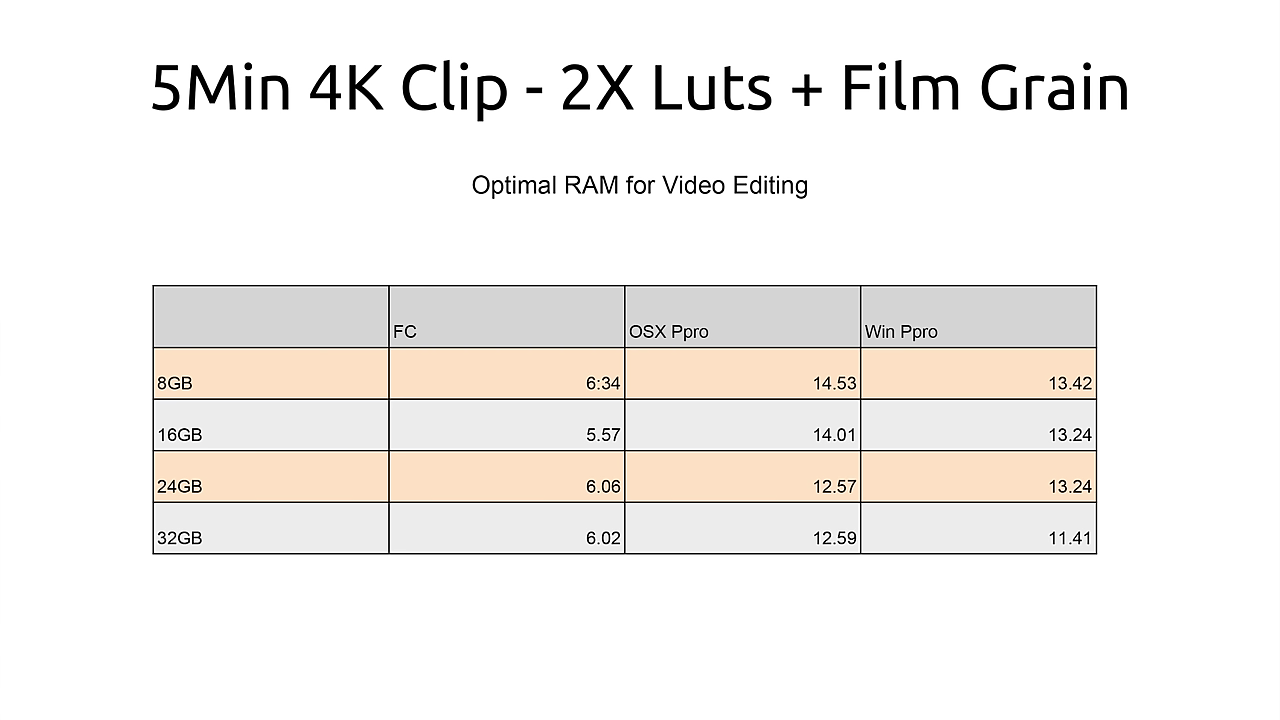 5Min 4K Clip - 2X Luts + Film Grain
Optimal RAM for Video Editing
FC OSX Ppro Win Ppro
8GB 6:34 14.53 13.42
16GB 5.57 14.01 13.24
24GB 6.06 12.57 13.24
32GB 6.02 12.59 11.41